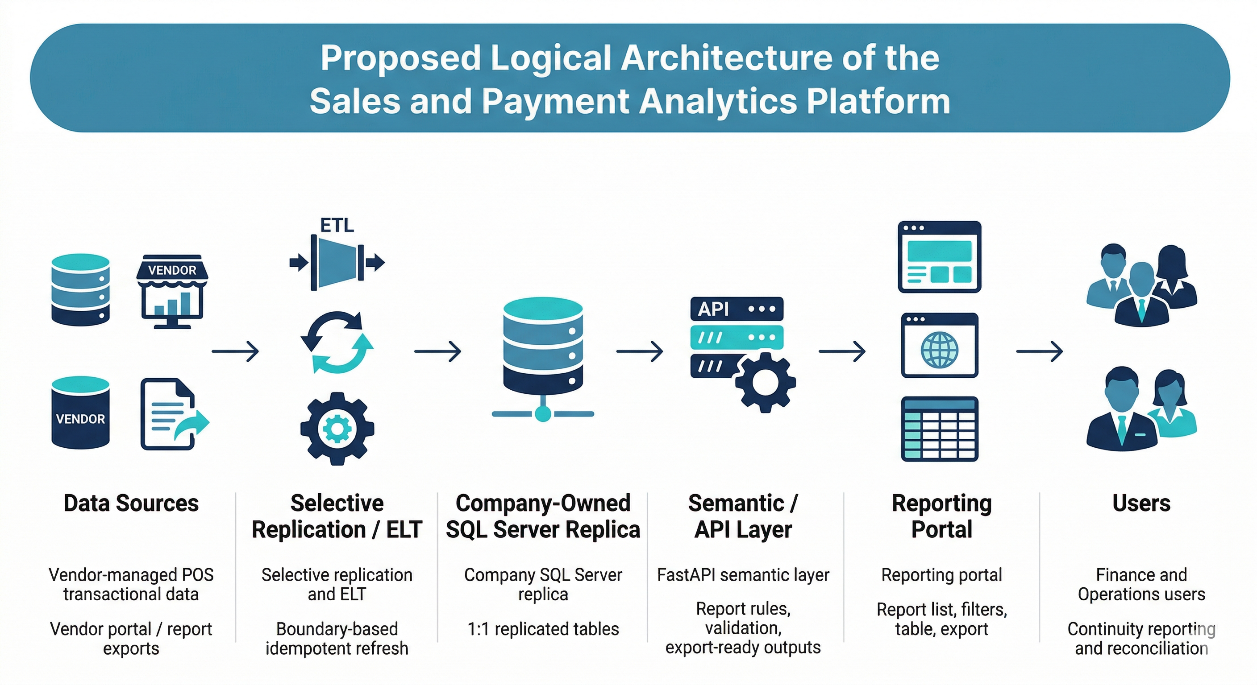 Proposed Logical Architecture of the
Sales and Payment Analytics Platform
VENDOR
VENDOR
ETL
API
Data Sources
Vendor-managed POS
transactional data
Vendor portal / report
exports
Selective
Replication / ELT
Selective replication
and ELT
Boundary-based
idempotent refresh
Company-Owned
SQL Server Replica
Company SQL Server
replica
1:1 replicated tables
Semantic /
API Layer
FastAPI semantic layer
Report rules,
validation,
export-ready outputs
Reporting
Portal
Reporting portal
Report list, filters,
table, export
Users
Finance and
Operations users
Continuity reporting
and reconciliation